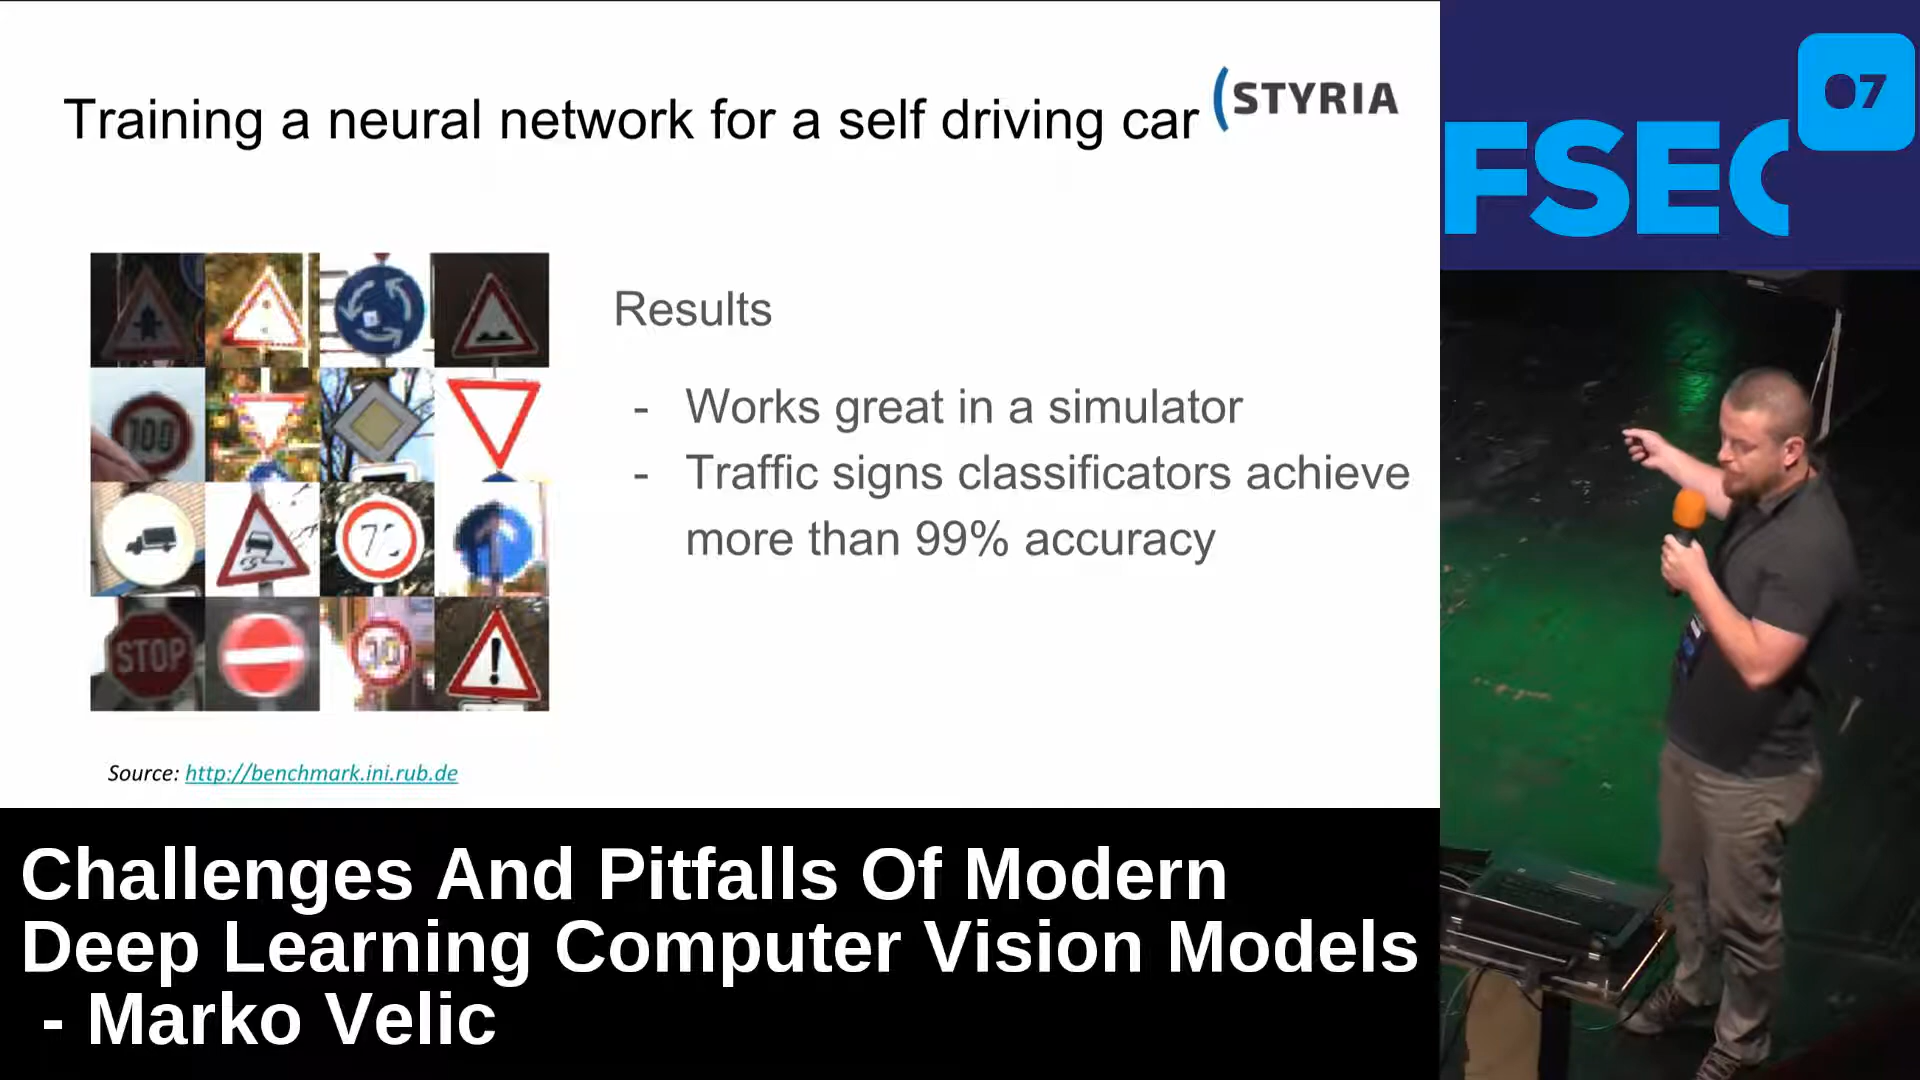 Training a neural network for a self driving car
STYRIA
07
FSEC
100
STOP
Results
- Works great in a simulator
- Traffic signs classificators achieve
more than 99% accuracy
Source: http://benchmark.ini.rub.de
Challenges And Pitfalls Of Modern
Deep Learning Computer Vision Models
- Marko Velic